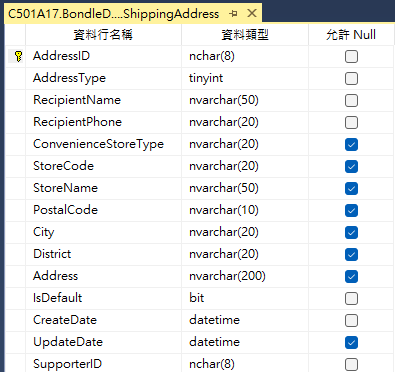 C501A17.BondleD....ShippingAddress
資料行名稱 資料類型 允許 Null
AddressID nchar(8)
AddressType tinyint
RecipientName nvarchar(50)
RecipientPhone nvarchar(20)
ConvenienceStoreType nvarchar(20)
StoreCode nvarchar(20)
StoreName nvarchar(50)
PostalCode nvarchar(10)
City nvarchar(20)
District nvarchar(20)
Address nvarchar(200)
IsDefault bit
CreateDate datetime
UpdateDate datetime
SupporterID nchar(8)